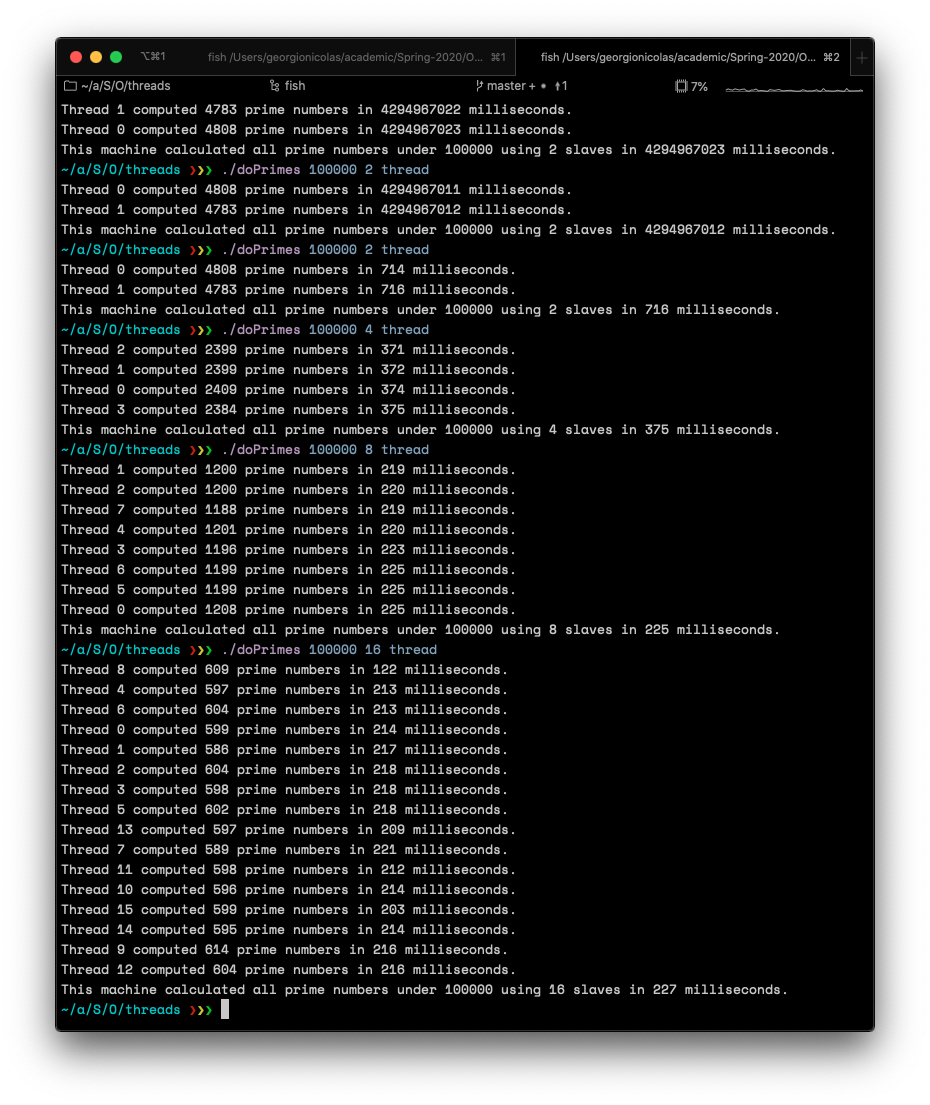 ⌥⌘1 fish /Users/georgionicolas/academic/Spring-2020/O... ⌘1 fish /Users/georgionicolas/academic/Spring-2020/O... ⌘2 +
~/a/S/O/threads fish master + • ↑1 7%
Thread 1 computed 4783 prime numbers in 4294967022 milliseconds.
Thread 0 computed 4808 prime numbers in 4294967023 milliseconds.
This machine calculated all prime numbers under 100000 using 2 slaves in 4294967023 milliseconds.
~/a/S/O/threads ❯❯❯ ./doPrimes 100000 2 thread
Thread 0 computed 4808 prime numbers in 4294967011 milliseconds.
Thread 1 computed 4783 prime numbers in 4294967012 milliseconds.
This machine calculated all prime numbers under 100000 using 2 slaves in 4294967012 milliseconds.
~/a/S/O/threads ❯❯❯ ./doPrimes 100000 2 thread
Thread 0 computed 4808 prime numbers in 714 milliseconds.
Thread 1 computed 4783 prime numbers in 716 milliseconds.
This machine calculated all prime numbers under 100000 using 2 slaves in 716 milliseconds.
~/a/S/O/threads ❯❯❯ ./doPrimes 100000 4 thread
Thread 2 computed 2399 prime numbers in 371 milliseconds.
Thread 1 computed 2399 prime numbers in 372 milliseconds.
Thread 0 computed 2409 prime numbers in 374 milliseconds.
Thread 3 computed 2384 prime numbers in 375 milliseconds.
This machine calculated all prime numbers under 100000 using 4 slaves in 375 milliseconds.
~/a/S/O/threads ❯❯❯ ./doPrimes 100000 8 thread
Thread 1 computed 1200 prime numbers in 219 milliseconds.
Thread 2 computed 1200 prime numbers in 220 milliseconds.
Thread 7 computed 1188 prime numbers in 219 milliseconds.
Thread 4 computed 1201 prime numbers in 220 milliseconds.
Thread 3 computed 1196 prime numbers in 223 milliseconds.
Thread 6 computed 1199 prime numbers in 225 milliseconds.
Thread 5 computed 1199 prime numbers in 225 milliseconds.
Thread 0 computed 1208 prime numbers in 225 milliseconds.
This machine calculated all prime numbers under 100000 using 8 slaves in 225 milliseconds.
~/a/S/O/threads ❯❯❯ ./doPrimes 100000 16 thread
Thread 8 computed 609 prime numbers in 122 milliseconds.
Thread 4 computed 597 prime numbers in 213 milliseconds.
Thread 6 computed 604 prime numbers in 213 milliseconds.
Thread 0 computed 599 prime numbers in 214 milliseconds.
Thread 1 computed 586 prime numbers in 217 milliseconds.
Thread 2 computed 604 prime numbers in 218 milliseconds.
Thread 3 computed 598 prime numbers in 218 milliseconds.
Thread 5 computed 602 prime numbers in 218 milliseconds.
Thread 13 computed 597 prime numbers in 209 milliseconds.
Thread 7 computed 589 prime numbers in 221 milliseconds.
Thread 11 computed 598 prime numbers in 212 milliseconds.
Thread 10 computed 596 prime numbers in 214 milliseconds.
Thread 15 computed 599 prime numbers in 203 milliseconds.
Thread 14 computed 595 prime numbers in 214 milliseconds.
Thread 9 computed 614 prime numbers in 216 milliseconds.
Thread 12 computed 604 prime numbers in 216 milliseconds.
This machine calculated all prime numbers under 100000 using 16 slaves in 227 milliseconds.
~/a/S/O/threads ❯❯❯